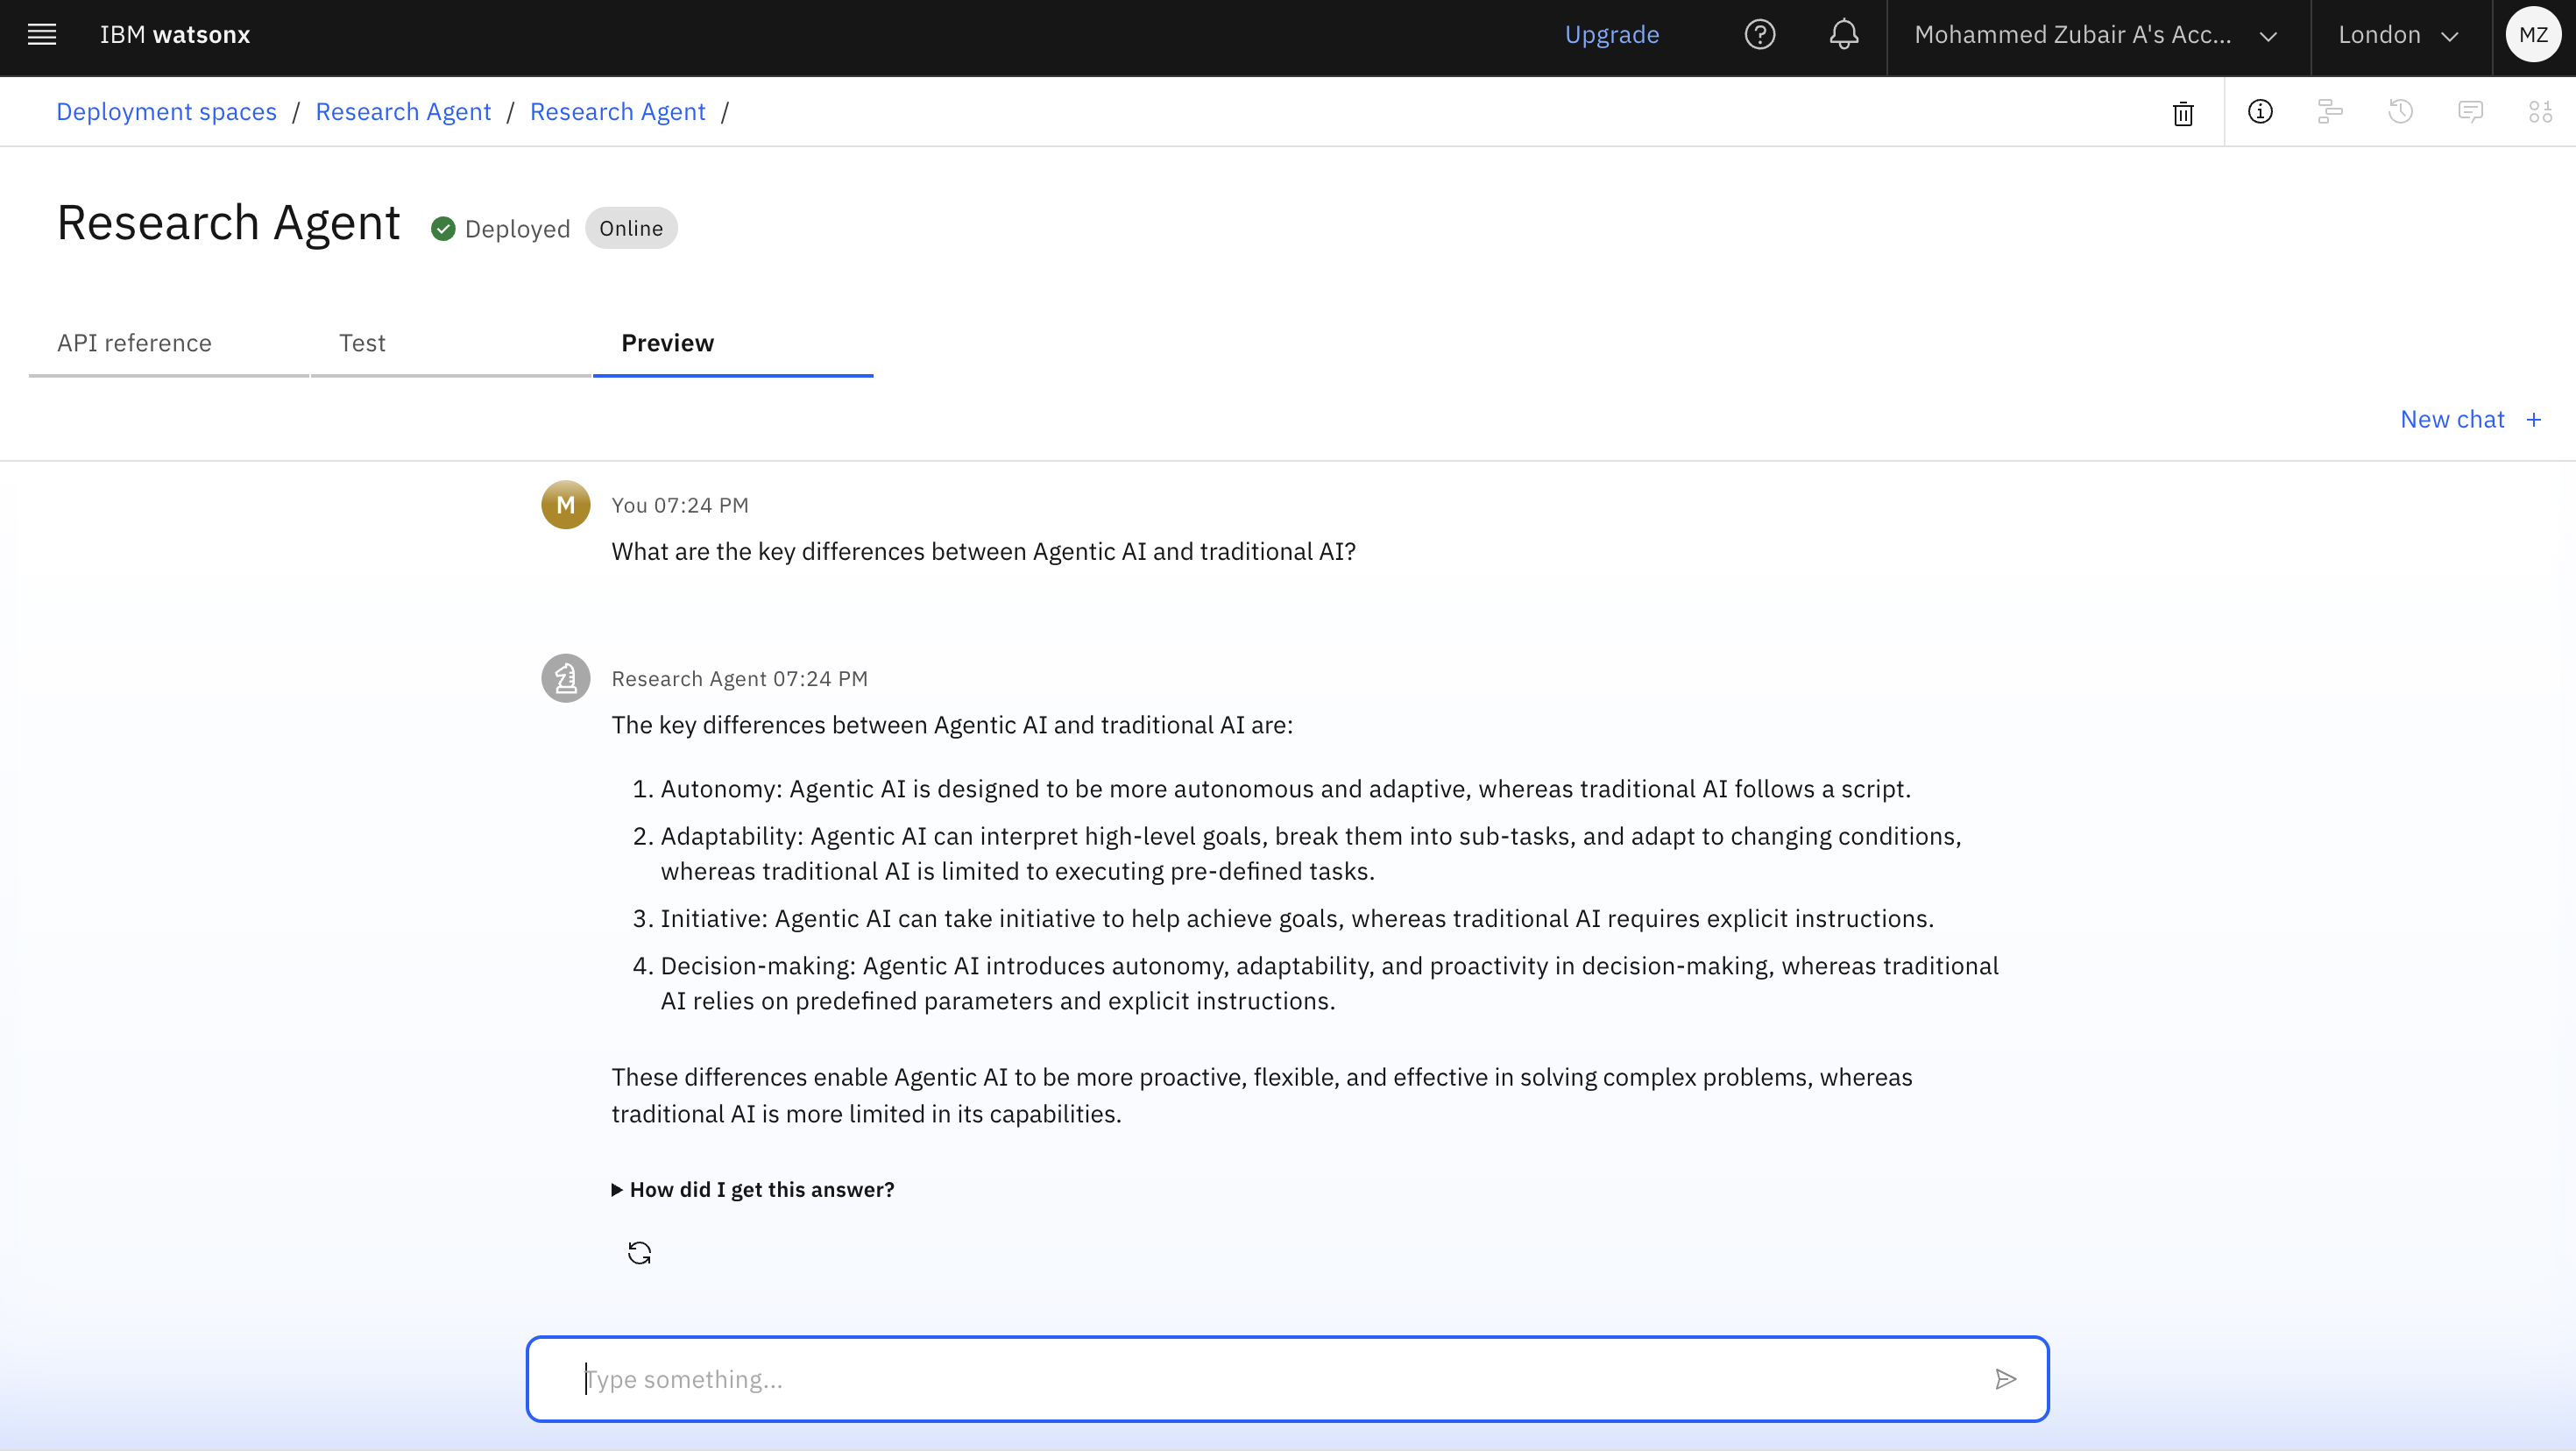 IBM watsonx
Upgrade
Mohammed Zubair A's Acc...
London
MZ
Deployment spaces / Research Agent / Research Agent /
Research Agent
Deployed
Online
API reference
Test
Preview
New chat +
M
You 07:24 PM
What are the key differences between Agentic AI and traditional AI?
Research Agent 07:24 PM
The key differences between Agentic AI and traditional AI are:
1. Autonomy: Agentic AI is designed to be more autonomous and adaptive, whereas traditional AI follows a script.
2. Adaptability: Agentic AI can interpret high-level goals, break them into sub-tasks, and adapt to changing conditions,
whereas traditional AI is limited to executing pre-defined tasks.
3. Initiative: Agentic AI can take initiative to help achieve goals, whereas traditional AI requires explicit instructions.
4. Decision-making: Agentic AI introduces autonomy, adaptability, and proactivity in decision-making, whereas traditional
AI relies on predefined parameters and explicit instructions.
These differences enable Agentic AI to be more proactive, flexible, and effective in solving complex problems, whereas
traditional AI is more limited in its capabilities.
How did I get this answer?
Type something...